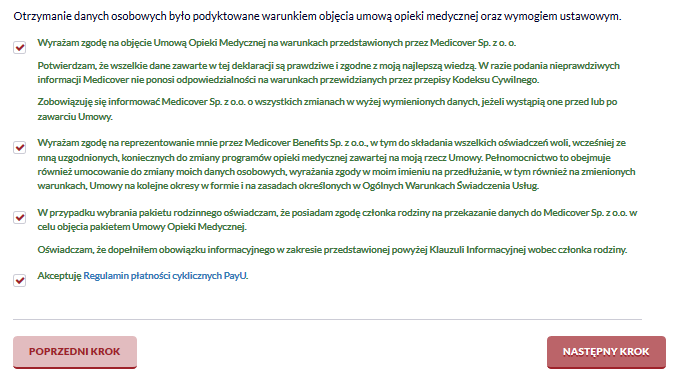 Otrzymanie danych osobowych było podyktowane warunkiem objęcia umową opieki medycznej oraz wymogiem ustawowym.
Wyrażam zgodę na objęcie Umową Opieki Medycznej na warunkach przedstawionych przez Medicover Sp. z o. o.
Potwierdzam, że wszelkie dane zawarte w tej deklaracji są prawdziwe i zgodne z moją najlepszą wiedzą. W razie podania nieprawdziwych
informacji Medicover nie ponosi odpowiedzialności na warunkach przewidzianych przez przepisy Kodeksu Cywilnego.
Zobowiązuję się informować Medicover Sp. z o.o. o wszystkich zmianach w wyżej wymienionych danych, jeżeli wystąpią one przed lub po
zawarciu Umowy.
Wyrażam zgodę na reprezentowanie mnie przez Medicover Benefits Sp. z o.o., w tym do składania wszelkich oświadczeń woli, wcześniej ze
mną uzgodnionych, koniecznych do zmiany programów opieki medycznej zawartej na moją rzecz Umowy. Pełnomocnictwo to obejmuje
również umocowanie do zmiany moich danych osobowych, wyrażania zgody w moim imieniu na przedłużanie, w tym również na zmienionych
warunkach, Umowy na kolejne okresy w formie i na zasadach określonych w Ogólnych Warunkach Świadczenia Usług.
W przypadku wybrania pakietu rodzinnego oświadczam, że posiadam zgodę członka rodziny na przekazanie danych do Medicover Sp. z o.o. w
celu objęcia pakietem Umowy Opieki Medycznej.
Oświadczam, że dopełniłem obowiązku informacyjnego w zakresie przedstawionej powyżej Klauzuli Informacyjnej wobec członka rodziny.
Akceptuję Regulamin płatności cyklicznych PayU.
POPRZEDNI KROK
NASTĘPNY KROK